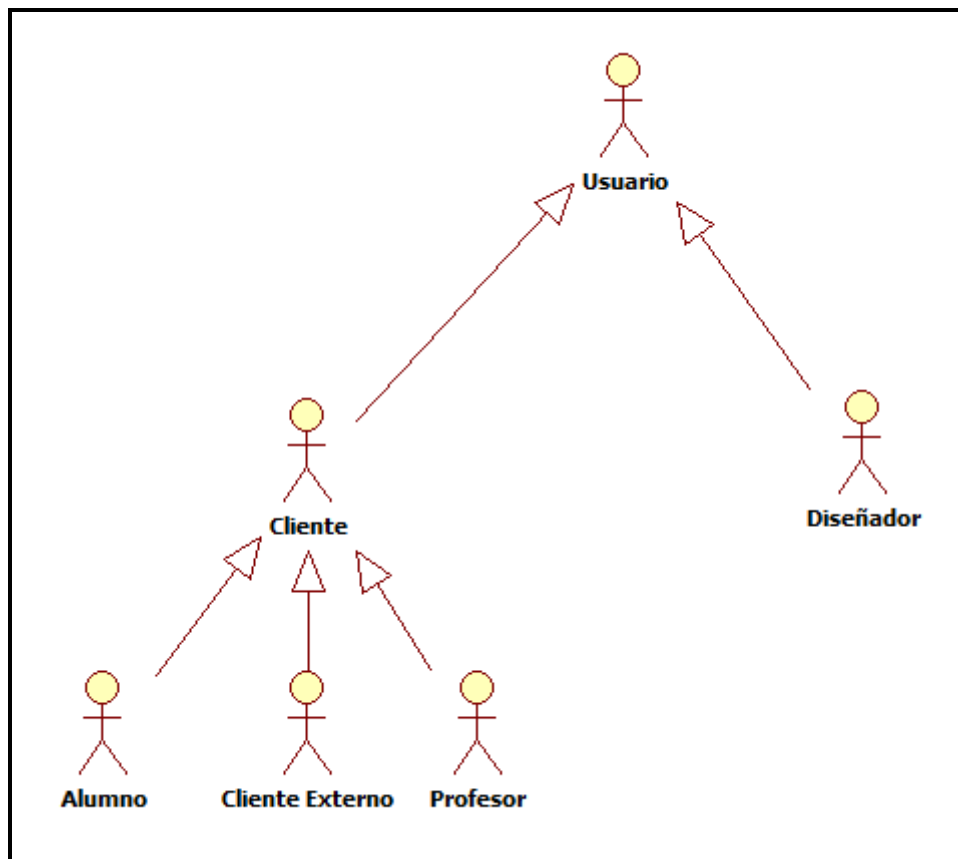 Usuario
Cliente
Diseñador
Alumno
Cliente Externo
Profesor